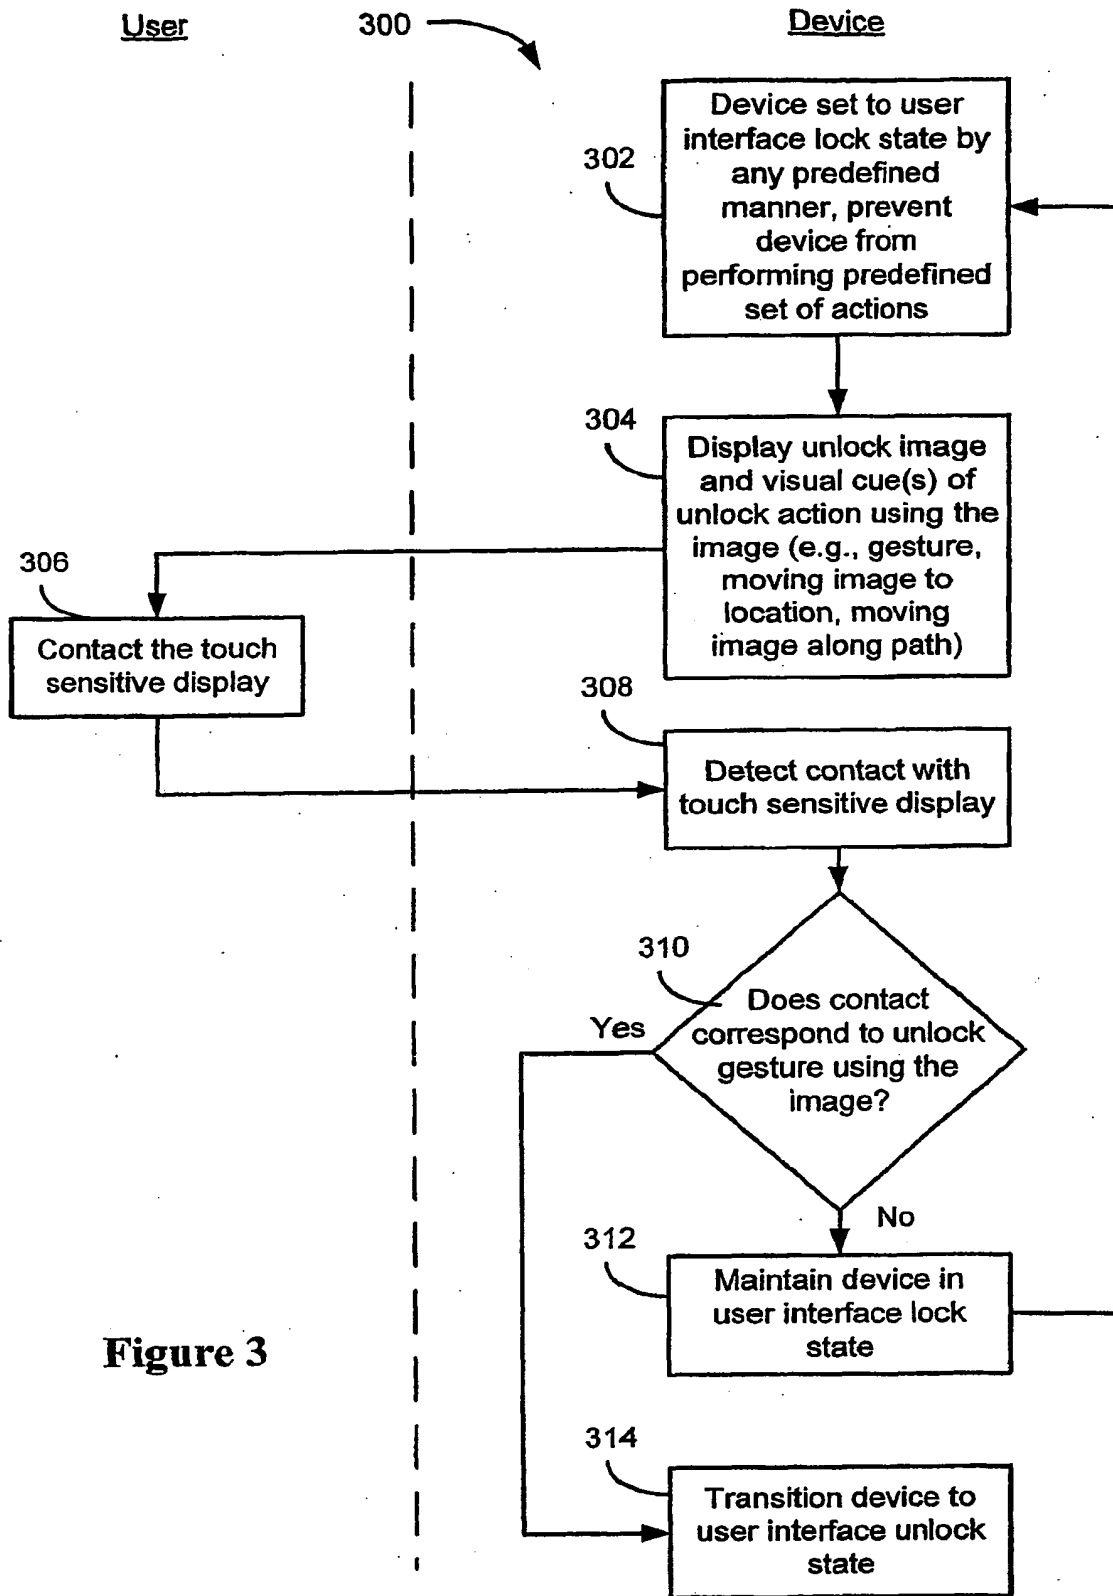 User
300
Device
302
Device set to user
interface lock state by
any predefined
manner, prevent
device from
performing predefined
set of actions
304
Display unlock image
and visual cue(s) of
unlock action using the
image (e.g., gesture,
moving image to
location, moving
image along path)
306
Contact the touch
sensitive display
308
Detect contact with
touch sensitive display
310
Does contact
correspond to unlock
gesture using the
image?
Yes
No
312
Maintain device in
user interface lock
state
Figure 3
314
Transition device to
user interface unlock
state